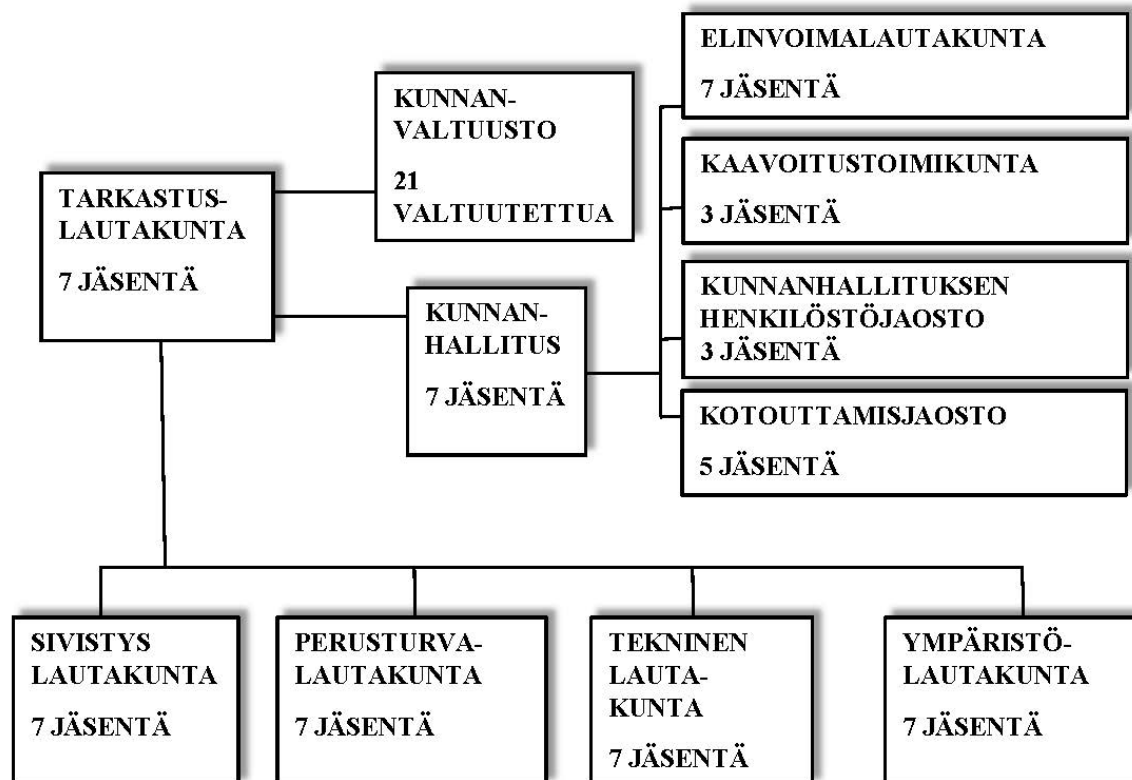 TARKASTUS-
LAUTAKUNTA
7 JÄSENTÄ
KUNNAN-
VALTUUSTO
21
VALTUUTETTUA
KUNNAN-
HALLITUS
7 JÄSENTÄ
ELINVOIMALAUTAKUNTA
7 JÄSENTÄ
KAAVOITUSTOIMIKUNTA
3 JÄSENTÄ
KUNNANHALLITUKSEN
HENKILÖSTÖJAOSTO
3 JÄSENTÄ
KOTOUTTAMISJAOSTO
5 JÄSENTÄ
SIVISTYS
LAUTAKUNTA
7 JÄSENTÄ
PERUSTURVA-
LAUTAKUNTA
7 JÄSENTÄ
TEKNINEN
LAUTA-
KUNTA
7 JÄSENTÄ
YMPÄRISTÖ-
LAUTAKUNTA
7 JÄSENTÄ